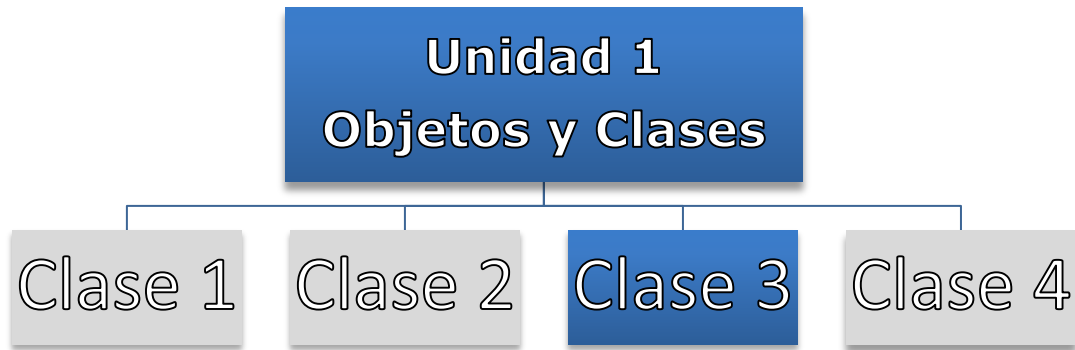 Unidad 1
Objetos y Clases
Clase 1
Clase 2
Clase 3
Clase 4